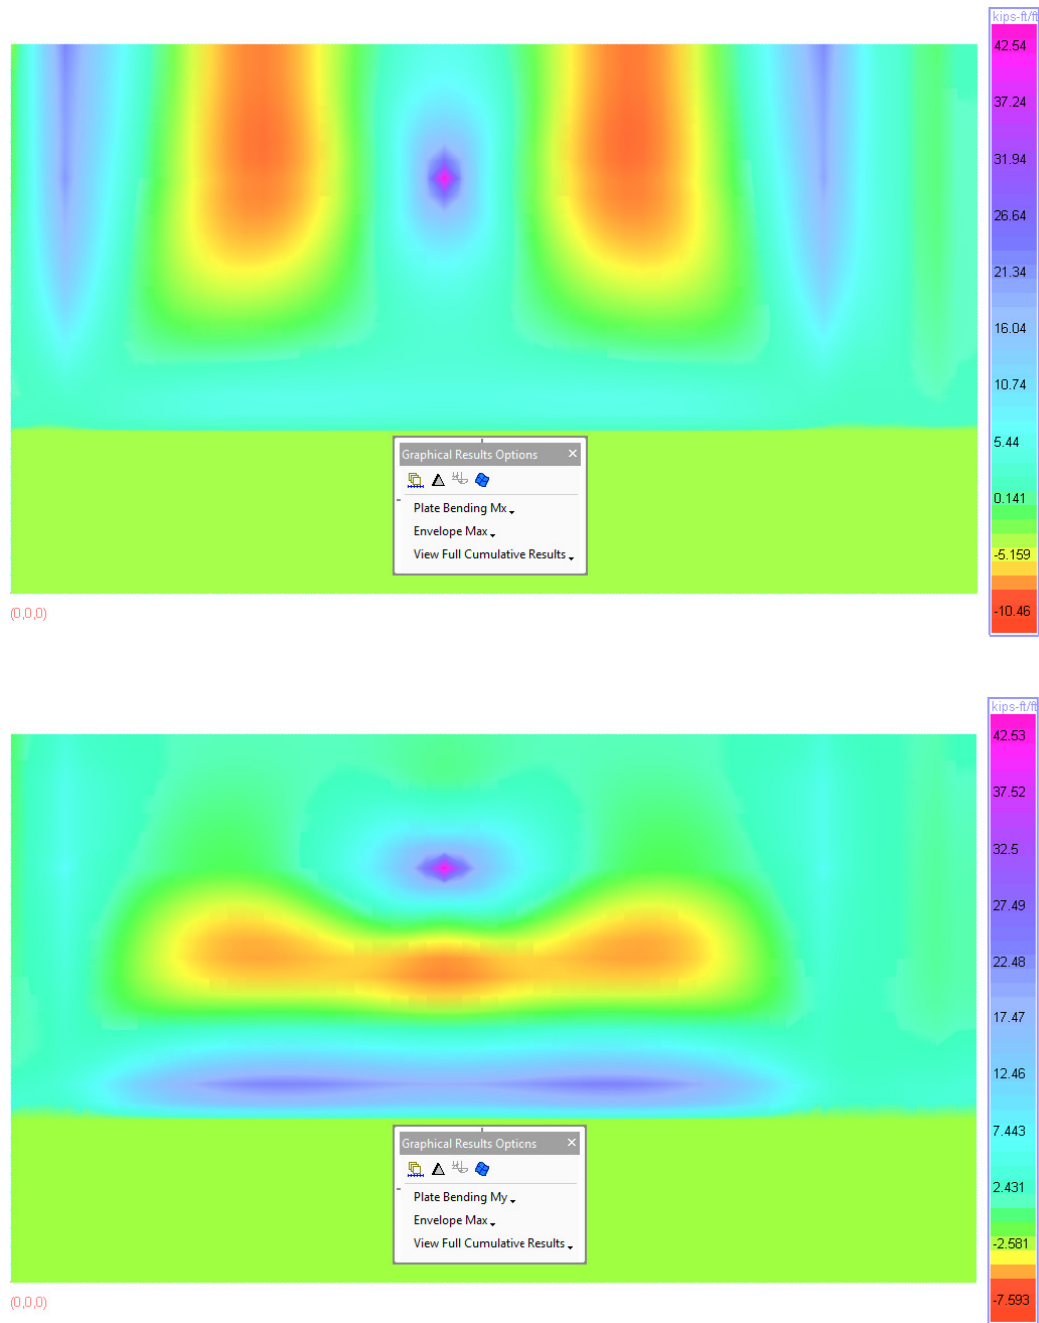 kips-ft/ft
42.54
37.24
31.94
26.64
21.34
16.04
10.74
5.44
0.141
-5.159
-10.46
Graphical Results Options
Plate Bending Mx
Envelope Max
View Full Cumulative Results
(0,0,0)
kips-ft/ft
42.53
37.52
32.5
27.49
22.48
17.47
12.46
7.443
2.431
-2.581
-7.593
Graphical Results Options
Plate Bending My
Envelope Max
View Full Cumulative Results
(0,0,0)